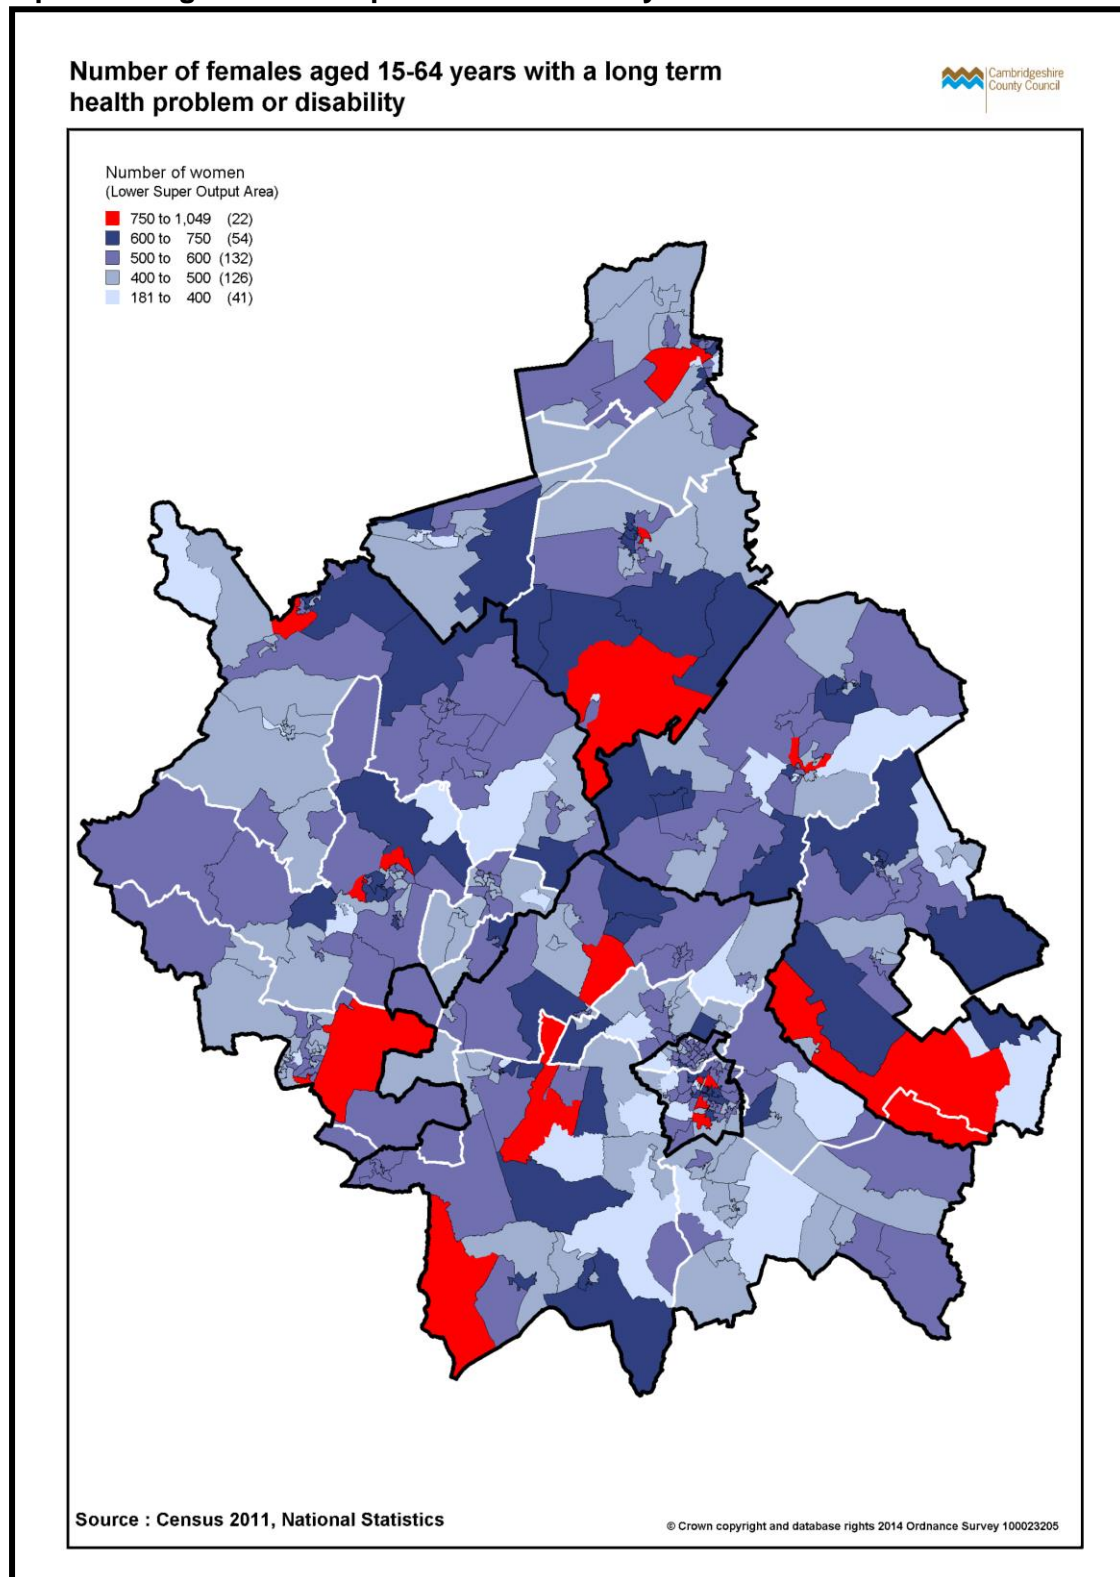 Number of females aged 15-64 years with a long term
health problem or disability
Cambridgeshire
County Council
Number of women
(Lower Super Output Area)
750 to 1,049 (22)
600 to 750 (54)
500 to 600 (132)
400 to 500 (126)
181 to 400 (41)
Source : Census 2011, National Statistics
© Crown copyright and database rights 2014 Ordnance Survey 100023205